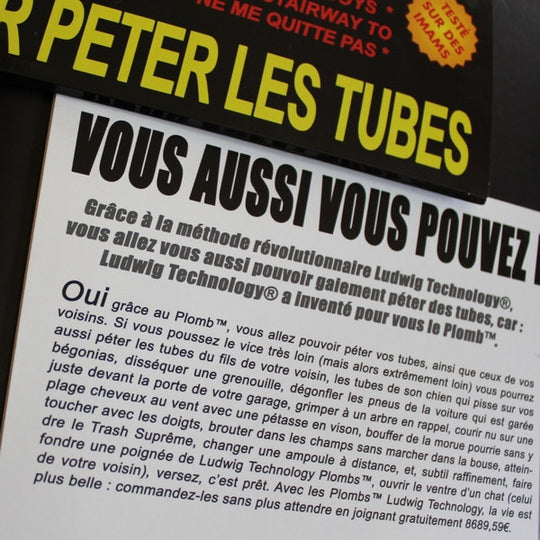 BOYS *
STAIRWAY TO
NE ME QUITTE PAS *
TESTÉ
SUR DES
IMAMS
R PETER LES TUBES
VOUS AUSSI VOUS POUVEZ
Grâce à la méthode révolutionnaire Ludwig Technology®,
vous allez vous aussi pouvoir gaiement péter des tubes, car :
Ludwig Technology® a inventé pour vous le Plomb™.
Oui grâce au Plomb™, vous allez pouvoir péter vos tubes, ainsi que ceux de vos
voisins. Si vous poussez le vice très loin (mais alors extrêmement loin) vous pourrez
aussi péter les tubes du fils de votre voisin, les tubes de son chien qui pisse sur vos
bégonias, disséquer une grenouille, dégonfler les pneus de la voiture qui est garée
juste devant la porte de votre garage, grimper à un arbre en rappel, courir nu sur une
plage cheveux au vent avec une pétasse en vison, bouffer de la morue pourrie sans y
toucher avec les doigts, brouter dans les champs sans marcher dans la bouse, attein-
dre le Trash Suprême, changer une ampoule à distance, et, subtil raffinement, faire
fondre une poignée de Ludwig Technology Plombs™, ouvrir le ventre d'un chat (celui
de votre voisin), versez, c'est prêt. Avec les Plombs™ Ludwig Technology, la vie est
plus belle : commandez-les sans plus attendre en joignant gratuitement 8689,59€.